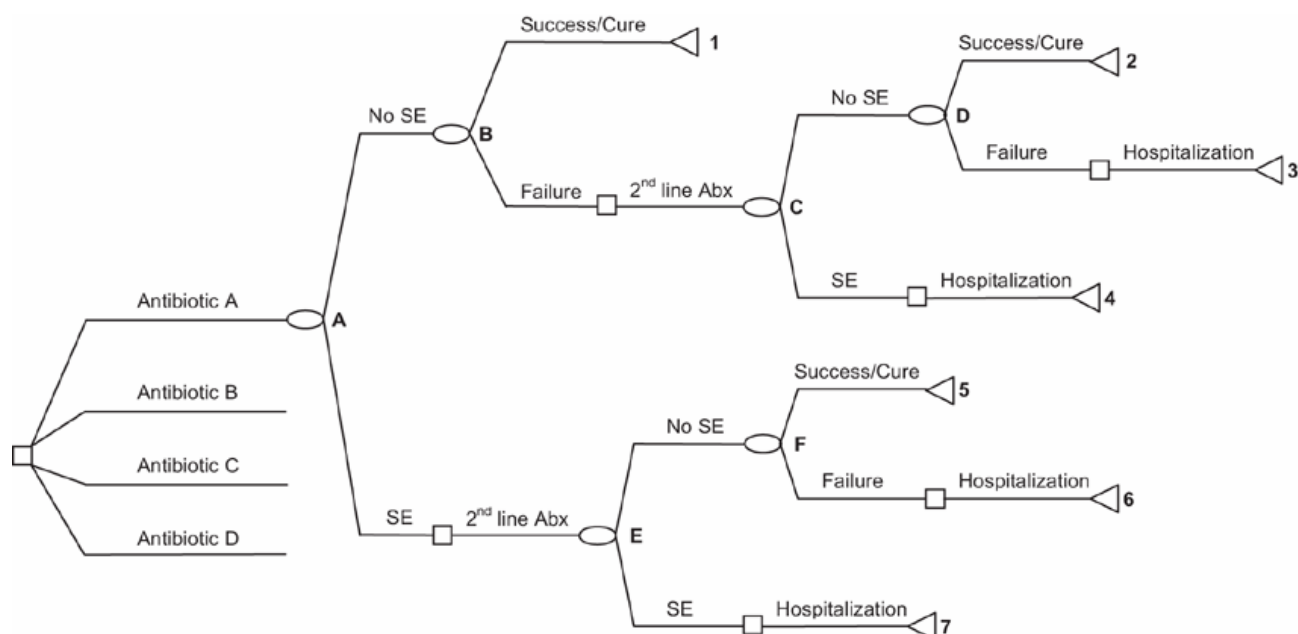 Success/Cure
1
Success/Cure
2
No SE
No SE
B
D
Failure
Hospitalization
3
Failure
2nd line Abx
C
SE
Hospitalization
4
Antibiotic A
A
Success/Cure
5
Antibiotic B
No SE
F
Antibiotic C
Failure
Hospitalization
6
SE
2nd line Abx
E
Antibiotic D
SE
Hospitalization
7